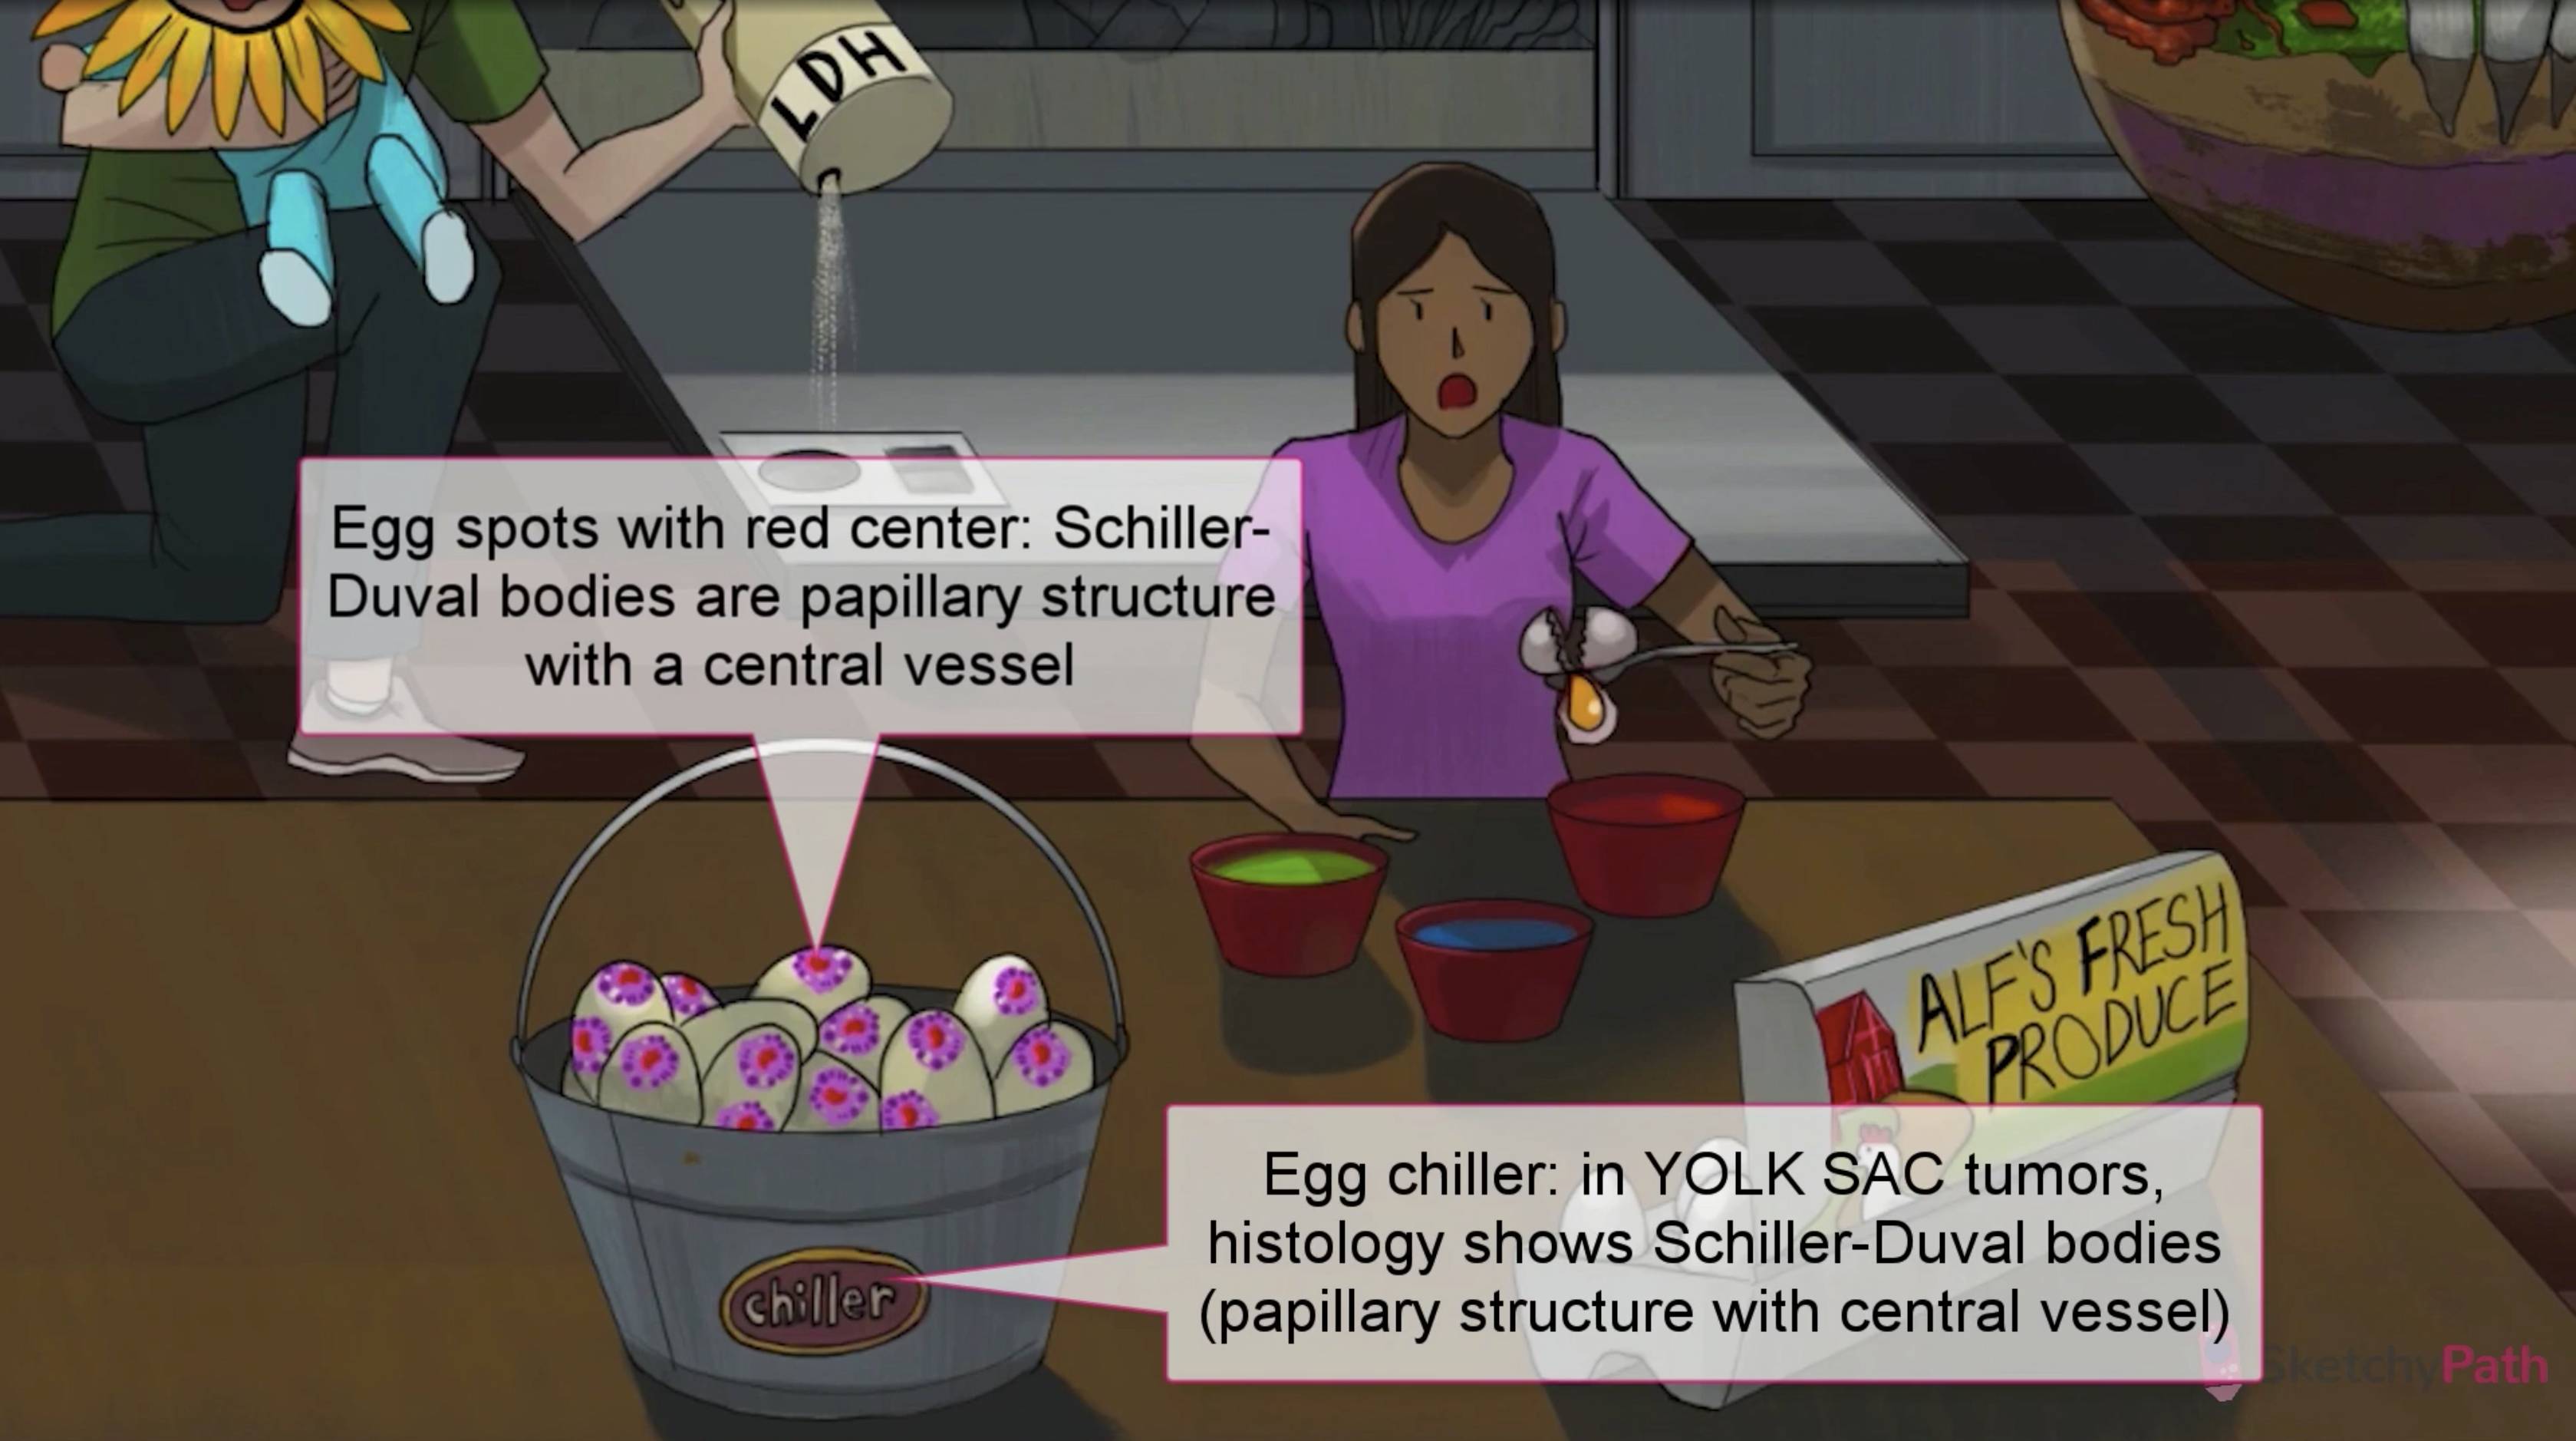 LDH
Egg spots with red center: Schiller-
Duval bodies are papillary structure
with a central vessel
ALF'S FRESH
PRODUCE
Egg chiller: in YOLK SAC tumors,
histology shows Schiller-Duval bodies
(papillary structure with central vessel)
chiller
SketchyPath